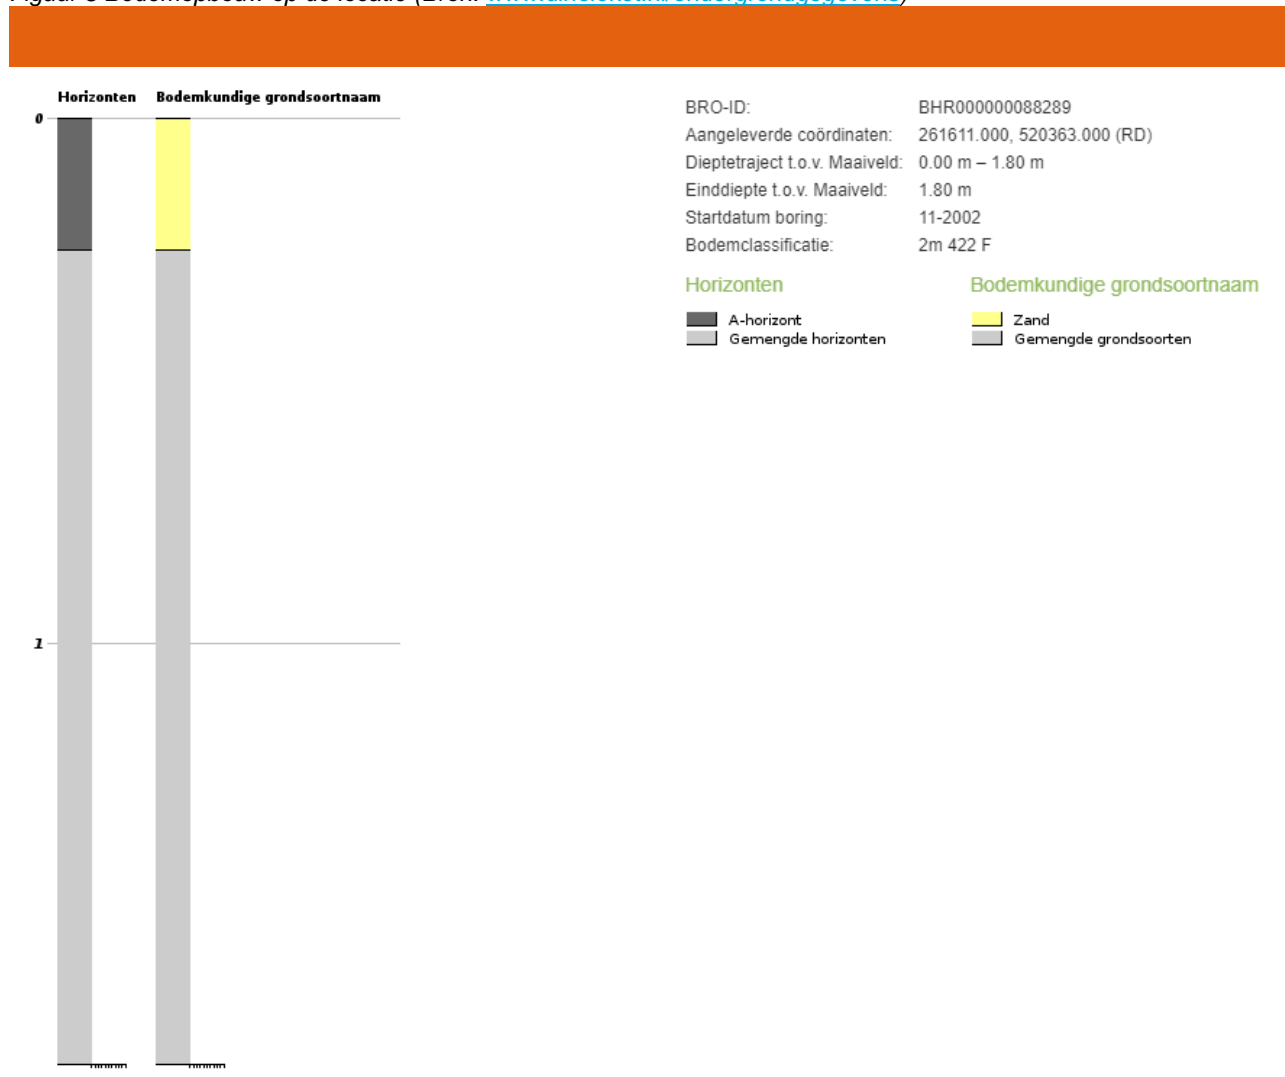 Horizonten Bodemkundige grondsoortnaam
0
1
BRO-ID: BHR000000088289
Aangeleverde coördinaten: 261611.000, 520363.000 (RD)
Dieptetraject t.o.v. Maaiveld: 0.00 m – 1.80 m
Einddiepte t.o.v. Maaiveld: 1.80 m
Startdatum boring: 11-2002
Bodemclassificatie: 2m 422 F
Horizonten Bodemkundige grondsoortnaam
A-horizont Zand
Gemengde horizonten Gemengde grondsoorten